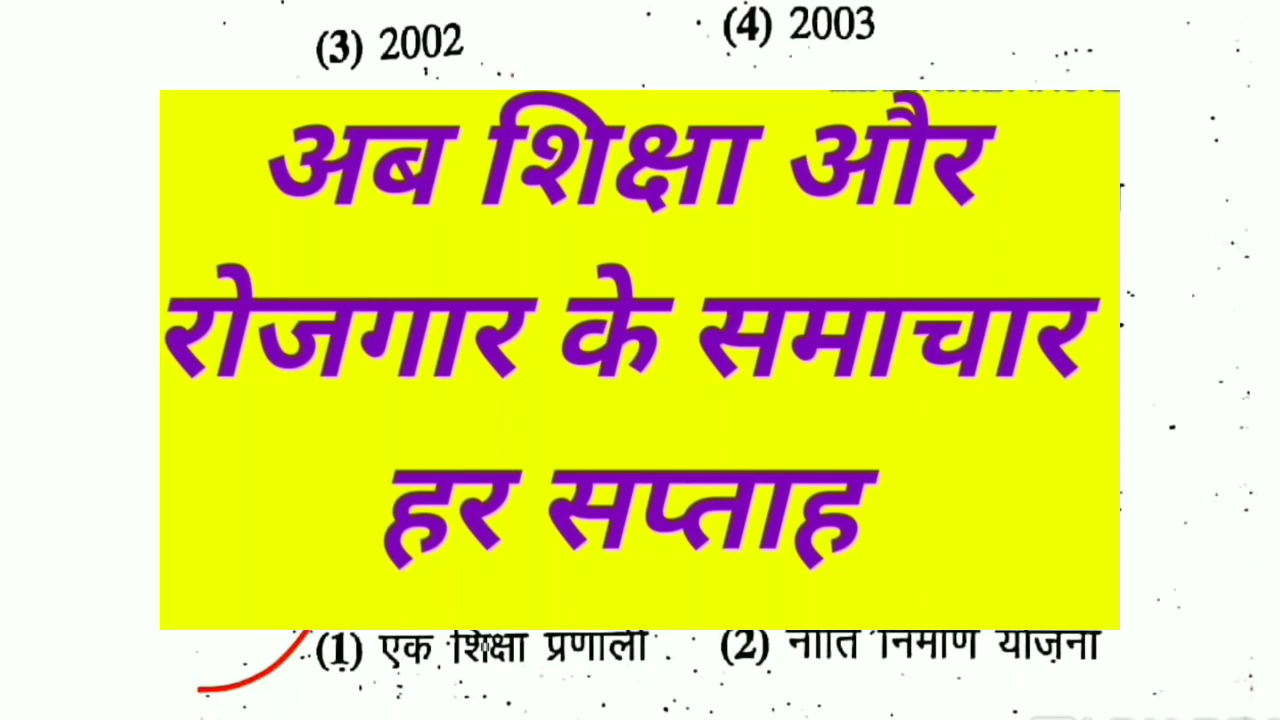 (3) 2002 (4) 2003
अब शिक्षा और
रोजगार के समाचार
हर सप्ताह
(1) एक शिक्षा प्रणाली (2) नीति निर्माण योजना